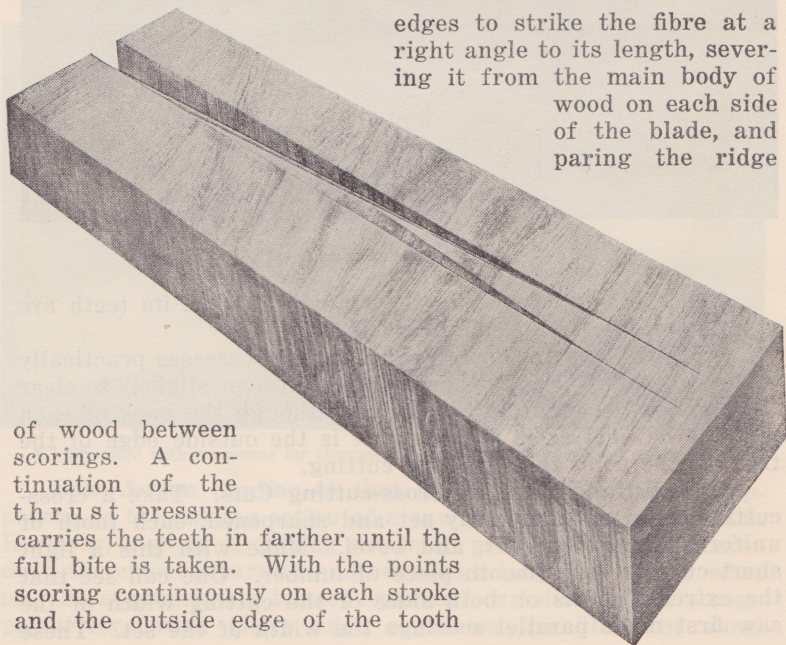 edges to strike the fibre at a
right angle to its length, sever-
ing it from the main body of
wood on each side
of the blade, and
paring the ridge
of wood between
scorings. A con-
tinuation of the
thrust pressure
carries the teeth in farther until the
full bite is taken. With the points
scoring continuously on each stroke
and the outside edge of the tooth